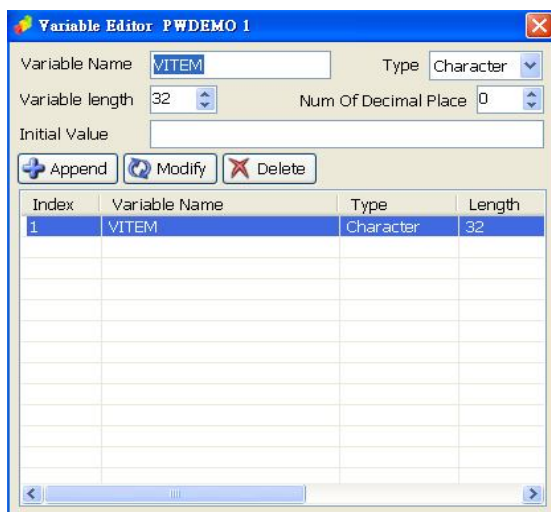 Variable Editor PWDEMO 1
Variable Name VITEM Type Character
Variable length 32 Num Of Decimal Place 0
Initial Value
Append Modify Delete
Index Variable Name Type Length
1 VITEM Character 32